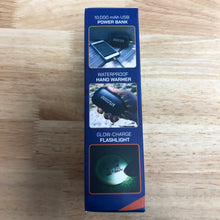 10,000 mAh USB
POWER BANK
WATERPROOF
HAND WARMER
GLOW-CHARGE
FLASHLIGHT